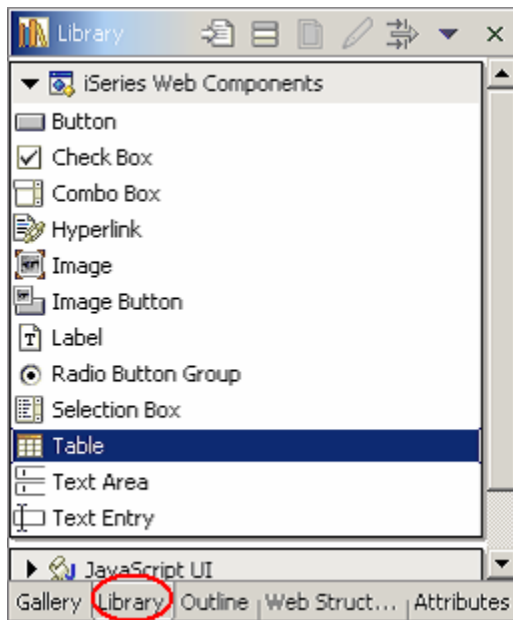 Library
iSeries Web Components
Button
Check Box
Combo Box
Hyperlink
Image
Image Button
Label
Radio Button Group
Selection Box
Table
Text Area
Text Entry
JavaScript UI
Gallery Library Outline Web Struct... Attributes